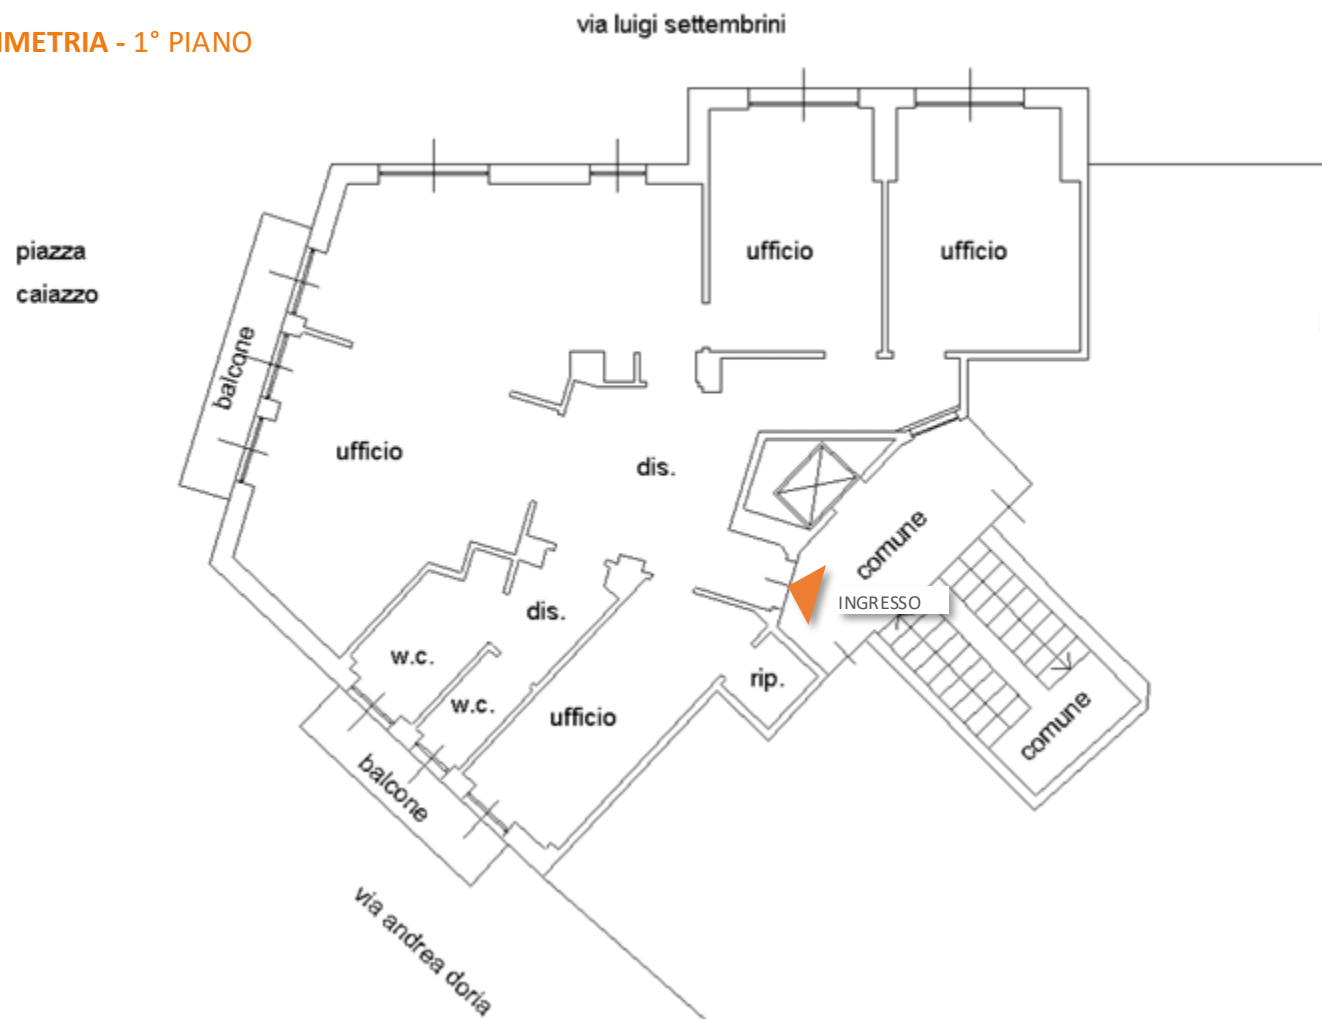 via luigi settembrini
IMETRIA - 1° PIANO
piazza
caiazzo
ufficio
ufficio
balcone
ufficio
dis.
comune
INGRESSO
dis.
w.c.
rip.
w.c.
ufficio
comune
balcone
via andrea doria